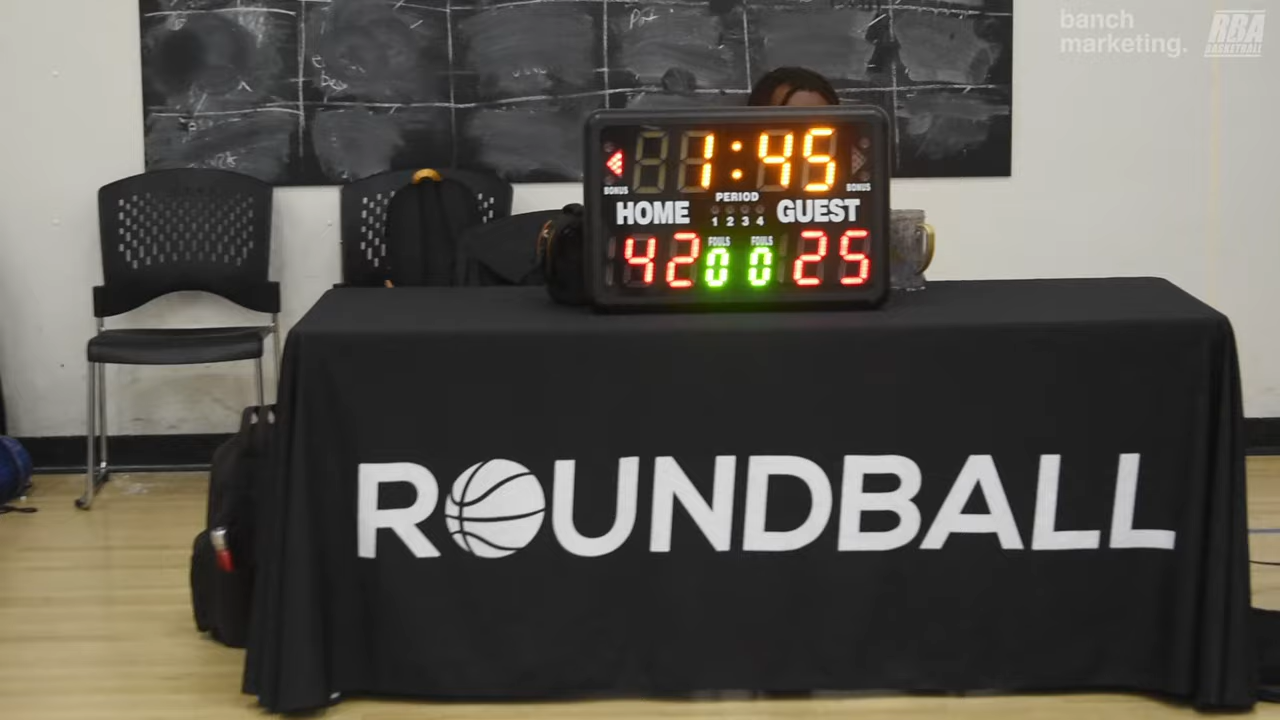 banch
marketing.
RBA
BASKETBALL
1:45
BONUS
BONUS
PERIOD
HOME
1 2 3 4
GUEST
FOULS
FOULS
42
0 0
25
ROUNDBALL